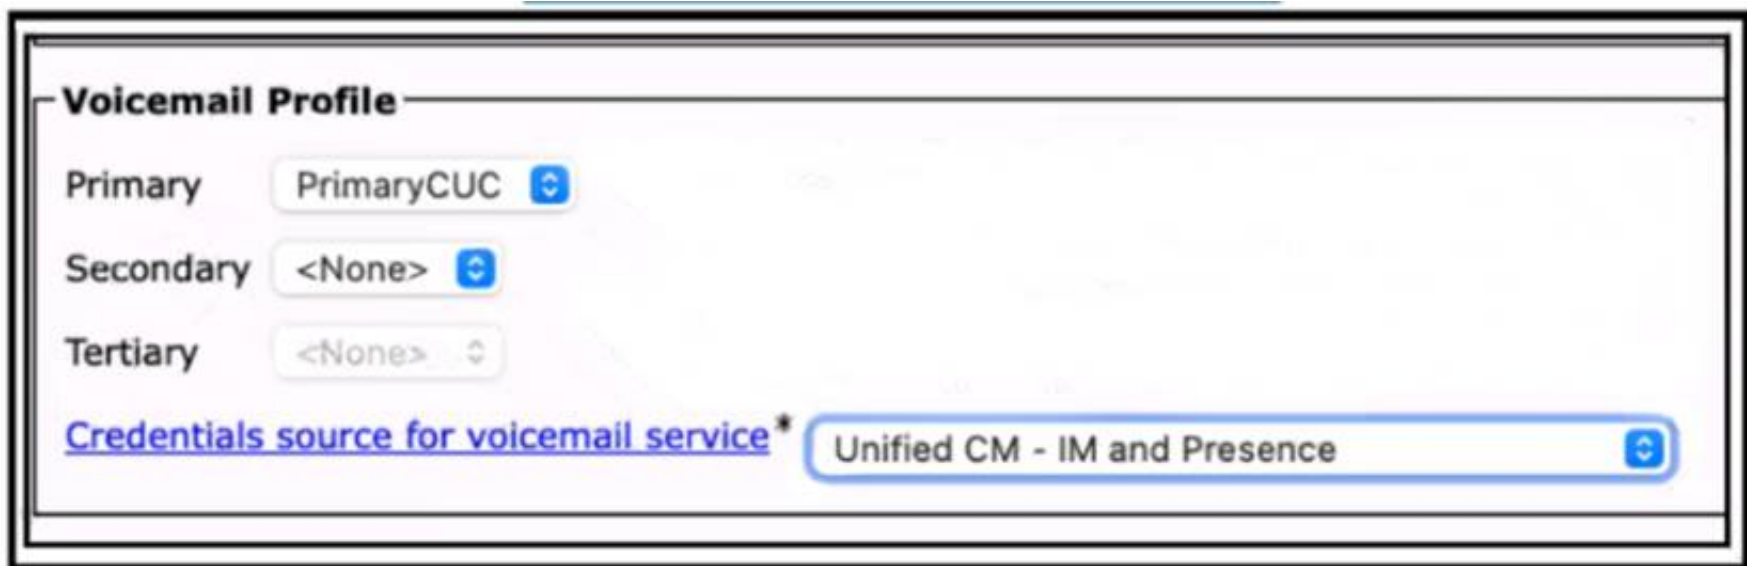 Voicemail Profile
Primary PrimaryCUC
Secondary <None>
Tertiary <None>
Credentials source for voicemail service* Unified CM - IM and Presence